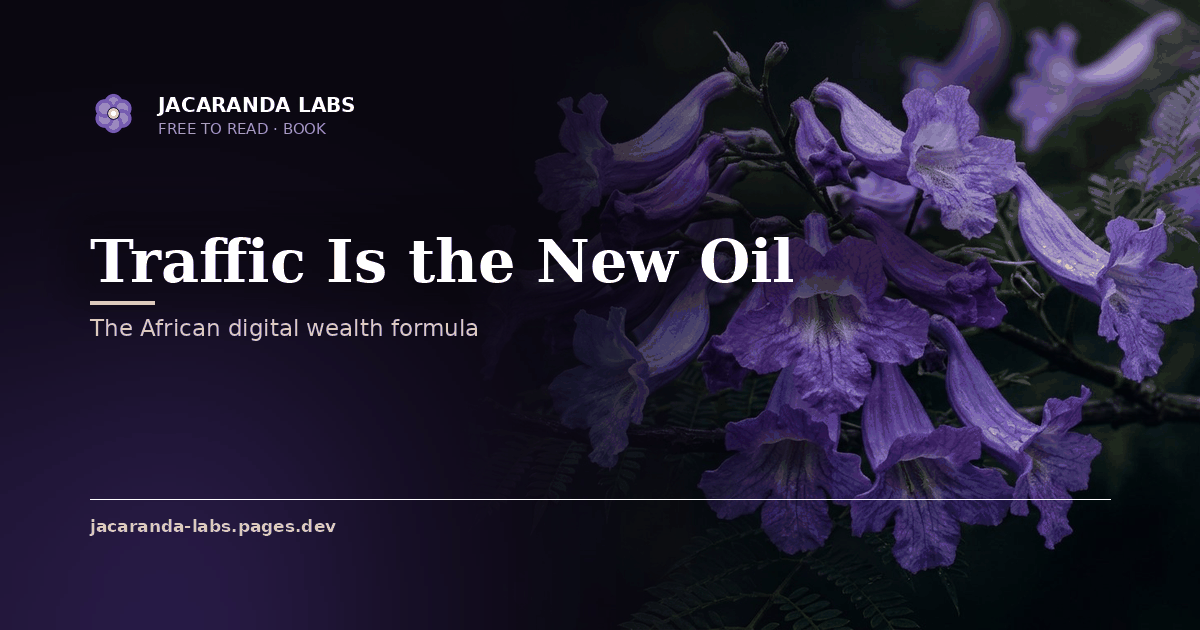 JACARANDA LABS
FREE TO READ · BOOK
Traffic Is the New Oil
The African digital wealth formula
jacaranda-labs.pages.dev